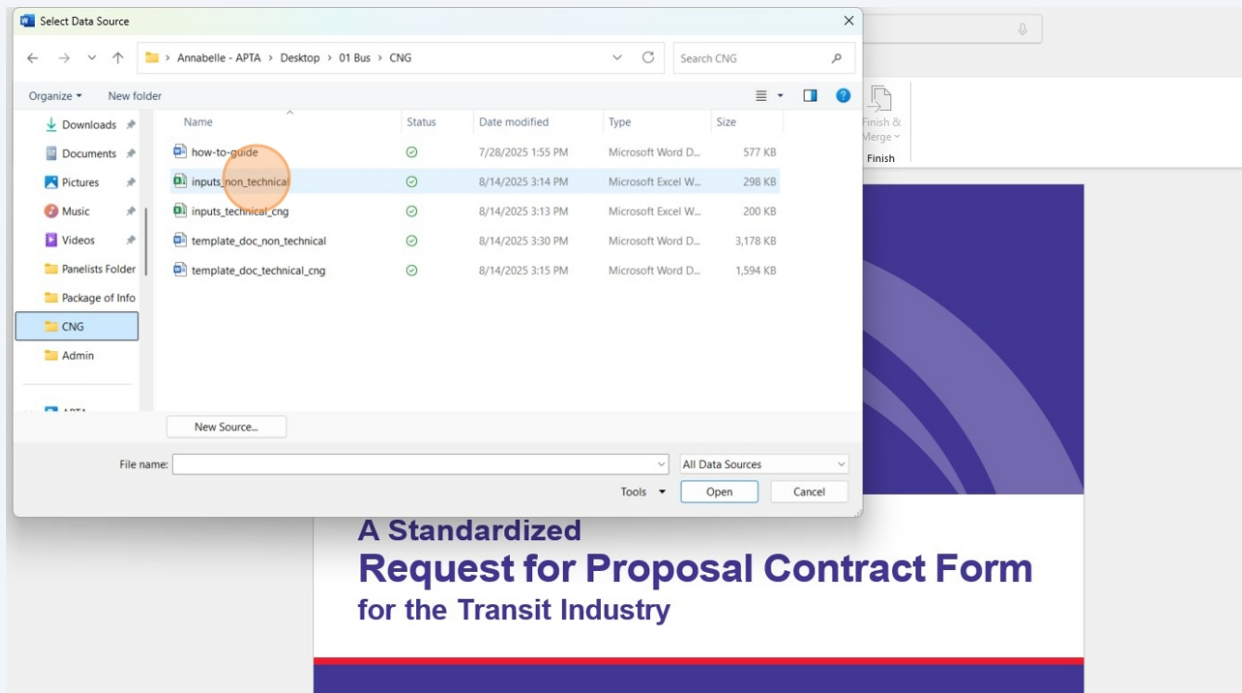 Select Data Source
Annabelle - APTA > Desktop > 01 Bus > CNG
Search CNG
Organize
New folder
Downloads
Documents
Pictures
Music
Videos
Panelists Folder
Package of Info
CNG
Admin
Name Status Date modified Type Size
how-to-guide 7/28/2025 1:55 PM Microsoft Word D... 577 KB
inputs_non_technical 8/14/2025 3:14 PM Microsoft Excel W... 298 KB
inputs_technical_cng 8/14/2025 3:13 PM Microsoft Excel W... 200 KB
template_doc_non_technical 8/14/2025 3:30 PM Microsoft Word D... 3,178 KB
template_doc_technical_cng 8/14/2025 3:15 PM Microsoft Word D... 1,594 KB
New Source...
File name:
All Data Sources
Tools
Open
Cancel
Finish &
Merge
Finish
A Standardized
Request for Proposal Contract Form
for the Transit Industry